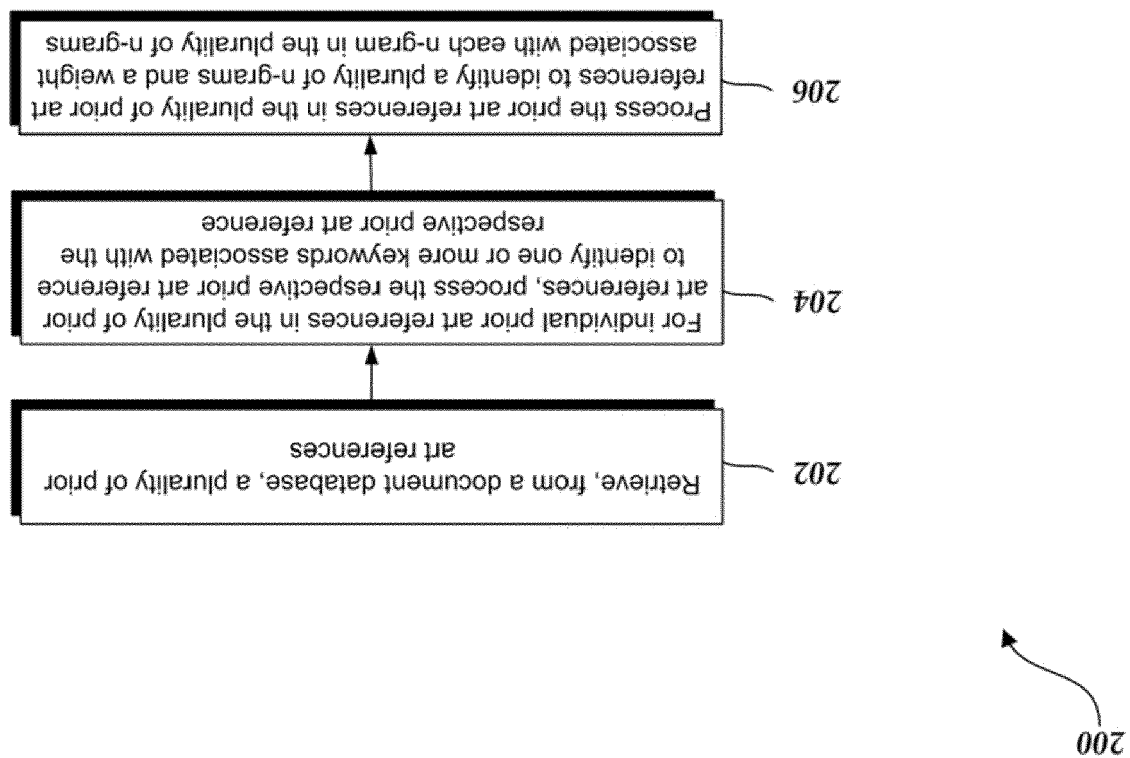 200
202
Retrieve, from a document database, a plurality of prior
art references
204
For individual prior art references in the plurality of prior
art references, process the respective prior art reference
to identify one or more keywords associated with the
respective prior art reference
206
Process the prior art references in the plurality of prior art
references to identify a plurality of n-grams and a weight
associated with each n-gram in the plurality of n-grams